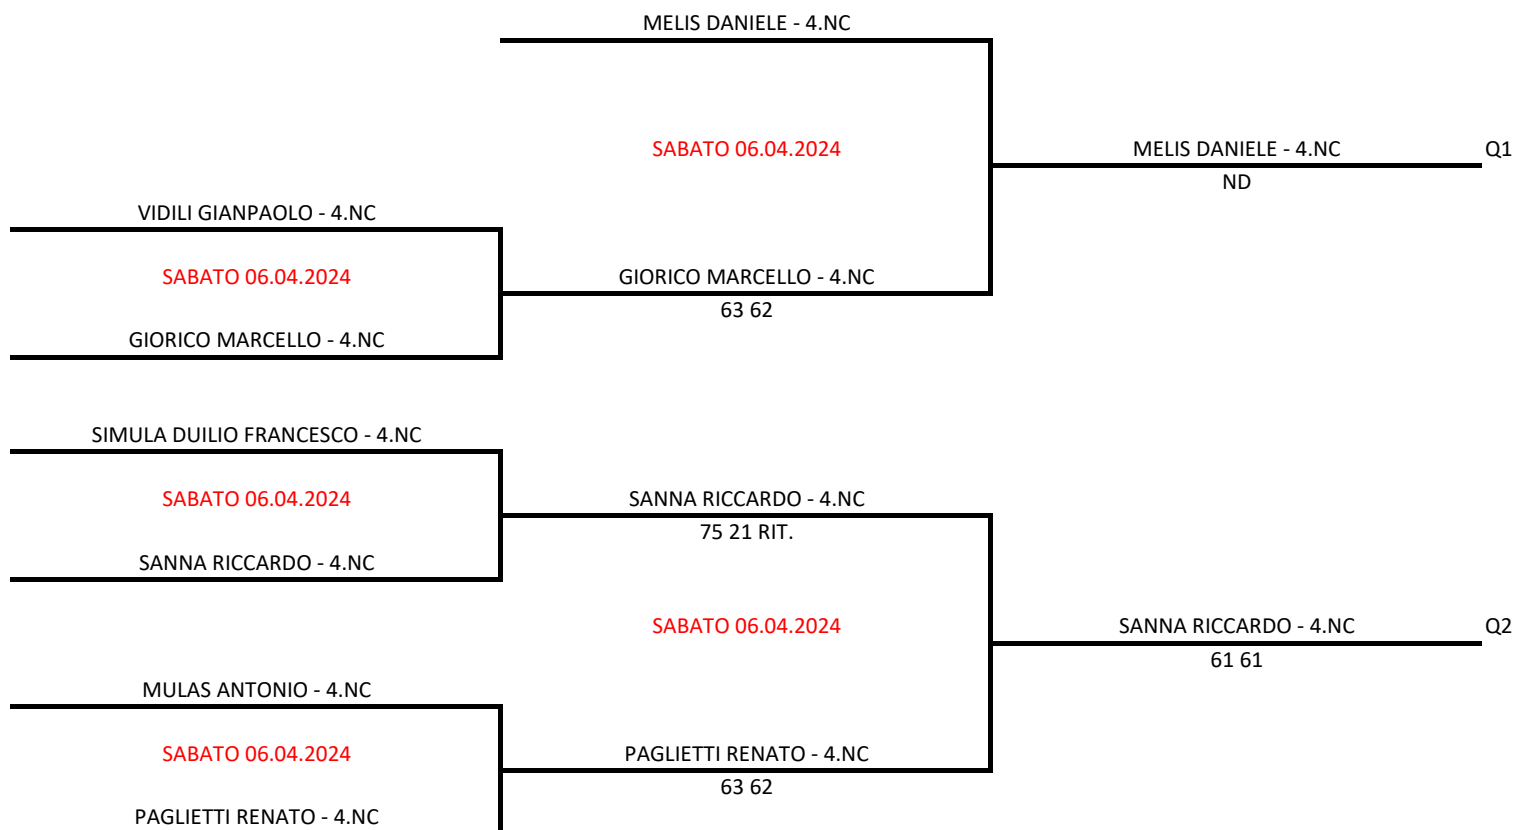 MELIS DANIELE - 4.NC
SABATO 06.04.2024
MELIS DANIELE - 4.NC
Q1
ND
VIDILI GIANPAOLO - 4.NC
SABATO 06.04.2024
GIORICO MARCELLO - 4.NC
63 62
GIORICO MARCELLO - 4.NC
SIMULA DUILIO FRANCESCO - 4.NC
SABATO 06.04.2024
SANNA RICCARDO - 4.NC
75 21 RIT.
SANNA RICCARDO - 4.NC
SABATO 06.04.2024
SANNA RICCARDO - 4.NC
Q2
61 61
MULAS ANTONIO - 4.NC
SABATO 06.04.2024
PAGLIETTI RENATO - 4.NC
63 62
PAGLIETTI RENATO - 4.NC